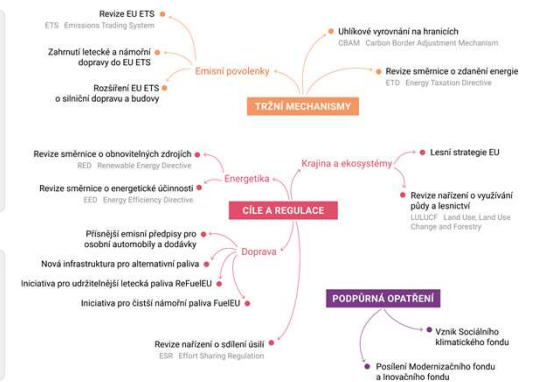 Revize EU ETS
ETS Emissions Trading System
Zahrnutí letecké a námořní
dopravy do EU ETS
Rozšíření EU ETS
o silniční dopravu a budovy
Emisní povolenky
Uhlíkové vyrovnání na hranicích
CBAM Carbon Border Adjustment Mechanism
Revize směrnice o zdanění energie
ETD Energy Taxation Directive
TRŽNÍ MECHANISMY
Revize směrnice o obnovitelných zdrojích
RED Renewable Energy Directive
Revize směrnice o energetické účinnosti
EED Energy Efficiency Directive
Energetika
Krajina a ekosystémy
Lesní strategie EU
Revize nařízení o využívání
půdy a lesnictví
LULUCF Land Use, Land Use
Change and Forestry
CÍLE A REGULACE
Přísnější emisní předpisy pro
osobní automobily a dodávky
Nová infrastruktura pro alternativní paliva
Iniciativa pro udržitelnější letecká paliva ReFuelEU
Iniciativa pro čistší námořní paliva FuelEU
Doprava
Revize nařízení o sdílení úsilí
ESR Effort Sharing Regulation
PODPŮRNÁ OPATŘENÍ
Vznik Sociálního
klimatického fondu
Posílení Modernizačního fondu
a Inovačního fondu